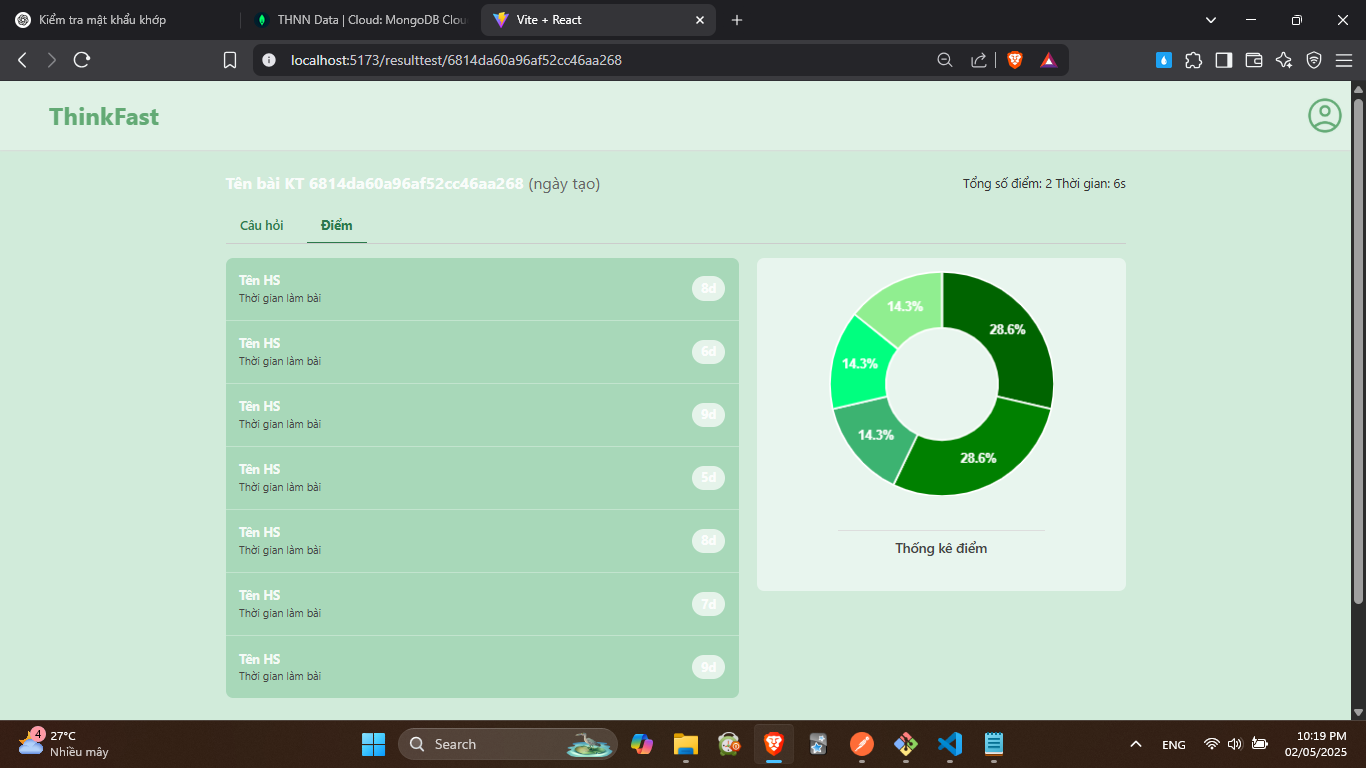 Kiểm tra mật khẩu khớp
THNN Data | Cloud: MongoDB Clou
Vite + React
localhost:5173/resulttest/6814da60a96af52cc46aa268
ThinkFast
Tên bài KT 6814da60a96af52cc46aa268 (ngày tạo)
Tổng số điểm: 2 Thời gian: 6s
Câu hỏi
Điểm
Tên HS
Thời gian làm bài
8đ
Tên HS
Thời gian làm bài
6đ
Tên HS
Thời gian làm bài
9đ
Tên HS
Thời gian làm bài
5đ
Tên HS
Thời gian làm bài
8đ
Tên HS
Thời gian làm bài
7đ
Tên HS
Thời gian làm bài
9đ
14.3%
28.6%
14.3%
14.3%
28.6%
Thống kê điểm
4
27°C
Nhiều mây
Search
ENG
10:19 PM
02/05/2025